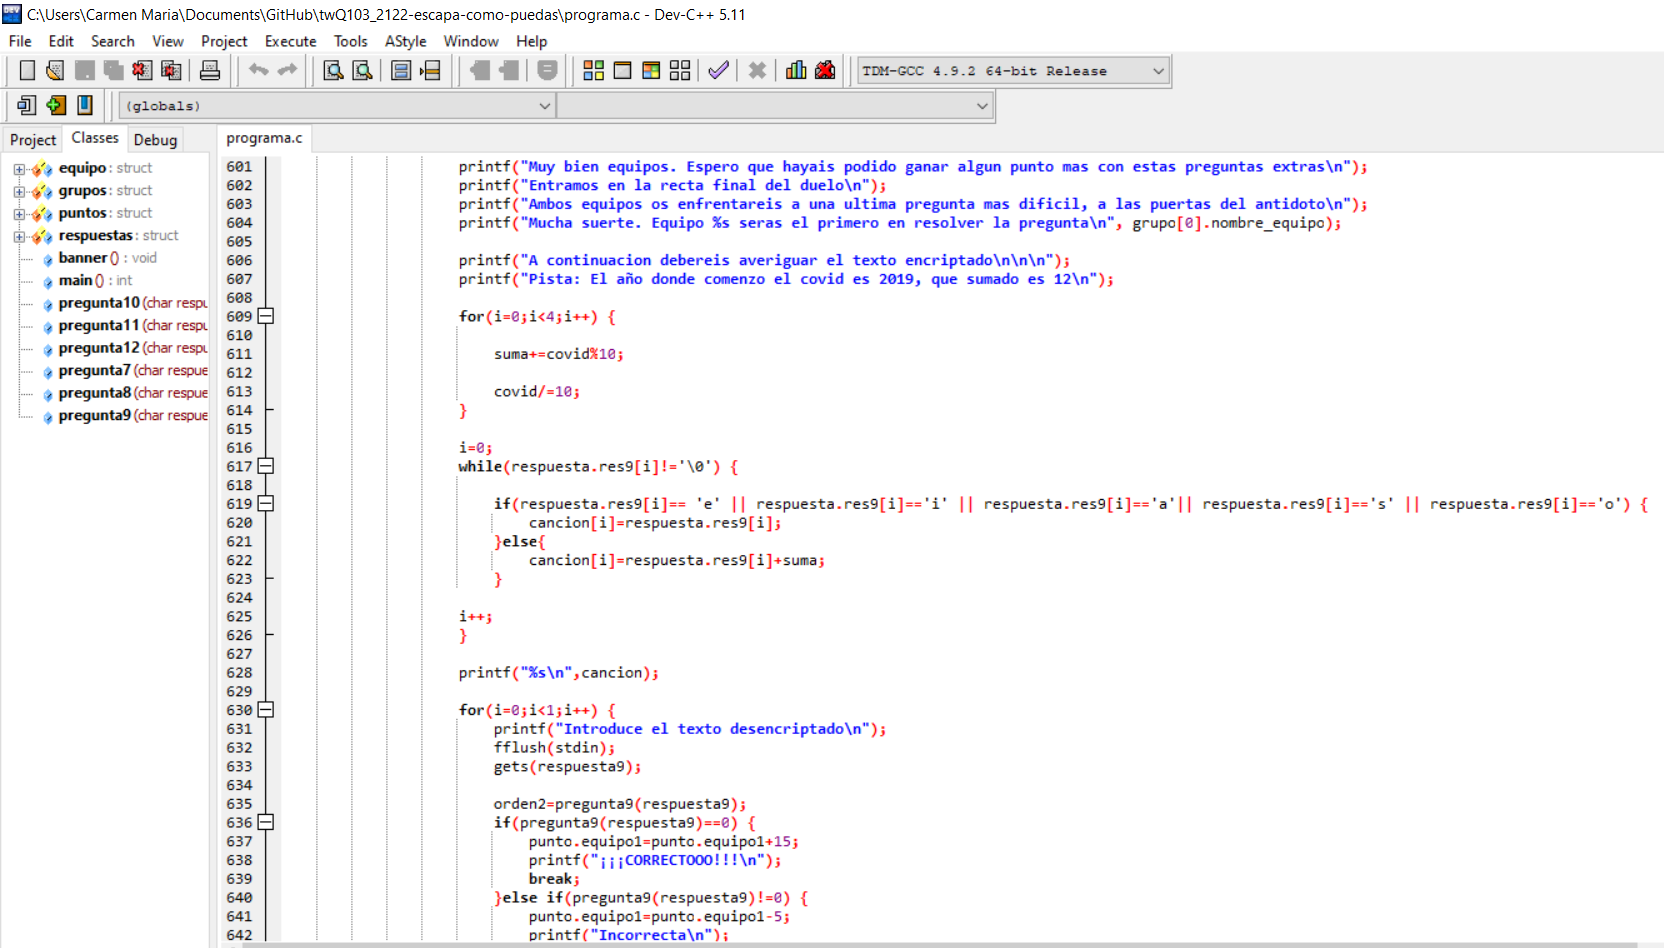 C:\Users\Carmen Maria\Documents\GitHub\twQ103_2122-escapa-como-puedas\programa.c - Dev-C++ 5.11
File Edit Search View Project Execute Tools AStyle Window Help
TDM-GCC 4.9.2 64-bit Release
(globals)
Project Classes Debug
programa.c
equipo : struct
grupos : struct
puntos : struct
respuestas : struct
banner () : void
main () : int
pregunta10 (char respu
pregunta11 (char respu
pregunta12 (char respu
pregunta7 (char respue
pregunta8 (char respue
pregunta9 (char respue
601 printf("Muy bien equipos. Espero que hayais podido ganar algun punto mas con estas preguntas extras\n");
602 printf("Entramos en la recta final del duelo\n");
603 printf("Ambos equipos os enfrentareis a una ultima pregunta mas dificil, a las puertas del antidoto\n");
604 printf("Mucha suerte. Equipo %s seras el primero en resolver la pregunta\n", grupo[0].nombre_equipo);
605
606 printf("A continuacion debereis averiguar el texto encriptado\n\n\n");
607 printf("Pista: El año donde comenzo el covid es 2019, que sumado es 12\n");
608
609 for(i=0;i<4;i++) {
610
611 suma+=covid%10;
612
613 covid/=10;
614 }
615
616 i=0;
617 while(respuesta.res9[i]!='\0') {
618
619 if(respuesta.res9[i]== 'e' || respuesta.res9[i]=='i' || respuesta.res9[i]=='a'|| respuesta.res9[i]=='s' || respuesta.res9[i]=='o') {
620 cancion[i]=respuesta.res9[i];
621 }else{
622 cancion[i]=respuesta.res9[i]+suma;
623 }
624
625 i++;
626 }
627
628 printf("%s\n",cancion);
629
630 for(i=0;i<1;i++) {
631 printf("Introduce el texto desencriptado\n");
632 fflush(stdin);
633 gets(respuesta9);
634
635 orden2=pregunta9(respuesta9);
636 if(pregunta9(respuesta9)==0) {
637 punto.equipo1=punto.equipo1+15;
638 printf("¡¡¡CORRECTOOO!!!\n");
639 break;
640 }else if(pregunta9(respuesta9)!=0) {
641 punto.equipo1=punto.equipo1-5;
642 printf("Incorrecta\n");